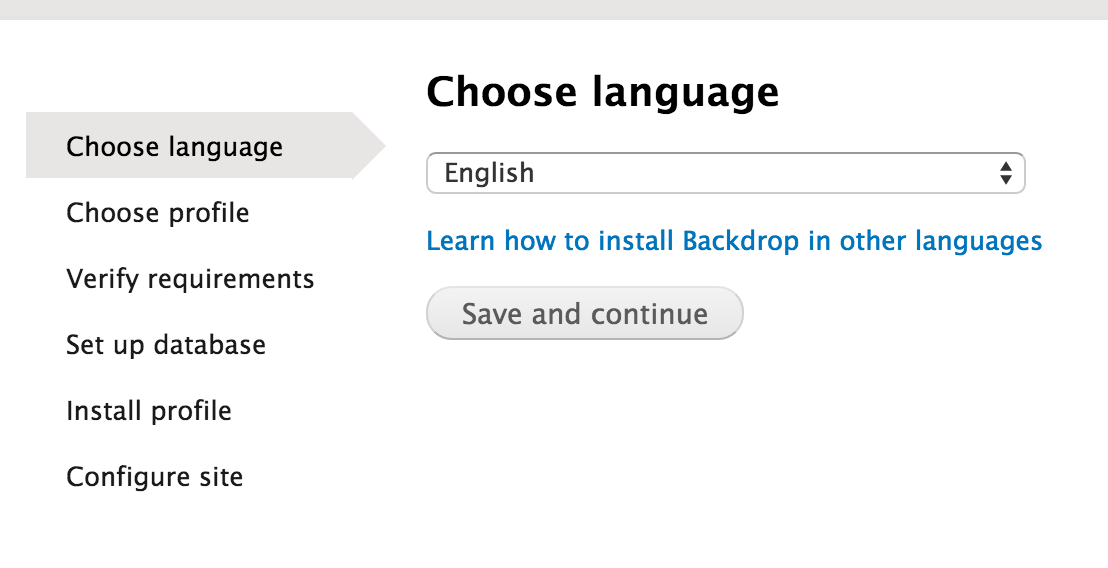 Choose language
Choose profile
Verify requirements
Set up database
Install profile
Configure site
Choose language
English
Learn how to install Backdrop in other languages
Save and continue